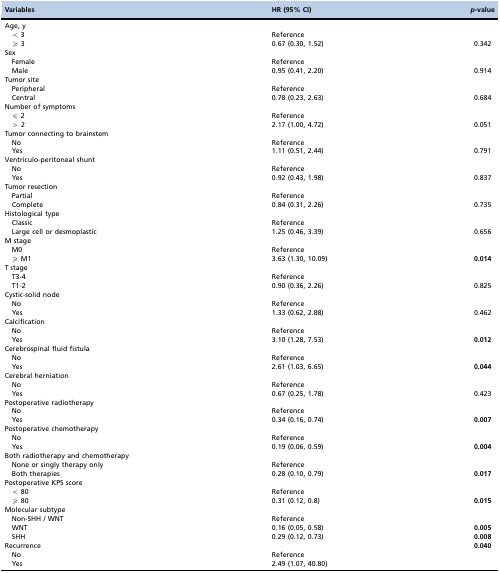 Variables HR (95% CI) p-value
Age, y
< 3 Reference
⩾ 3 0.67 (0.30, 1.52) 0.342
Sex
Female Reference
Male 0.95 (0.41, 2.20) 0.914
Tumor site
Peripheral Reference
Central 0.78 (0.23, 2.63) 0.684
Number of symptoms
⩽ 2 Reference
> 2 2.17 (1.00, 4.72) 0.051
Tumor connecting to brainstem
No Reference
Yes 1.11 (0.51, 2.44) 0.791
Ventriculo-peritoneal shunt
No Reference
Yes 0.92 (0.43, 1.98) 0.837
Tumor resection
Partial Reference
Complete 0.84 (0.31, 2.26) 0.735
Histological type
Classic Reference
Large cell or desmoplastic 1.25 (0.46, 3.39) 0.656
M stage
M0 Reference
⩾ M1 3.63 (1.30, 10.09) 0.014
T stage
T3-4 Reference
T1-2 0.90 (0.36, 2.26) 0.825
Cystic-solid node
No Reference
Yes 1.33 (0.62, 2.88) 0.462
Calcification
No Reference
Yes 3.10 (1.28, 7.53) 0.012
Cerebrospinal fluid fistula
No Reference
Yes 2.61 (1.03, 6.65) 0.044
Cerebral herniation
No Reference
Yes 0.67 (0.25, 1.78) 0.423
Postoperative radiotherapy
No Reference
Yes 0.34 (0.16, 0.74) 0.007
Postoperative chemotherapy
No Reference
Yes 0.19 (0.06, 0.59) 0.004
Both radiotherapy and chemotherapy
None or singly therapy only Reference
Both therapies 0.28 (0.10, 0.79) 0.017
Postoperative KPS score
< 80 Reference
⩾ 80 0.31 (0.12, 0.8) 0.015
Molecular subtype
Non-SHH / WNT Reference
WNT 0.16 (0.05, 0.58) 0.005
SHH 0.29 (0.12, 0.73) 0.008
Recurrence 0.040
No Reference
Yes 2.49 (1.07, 40.80)